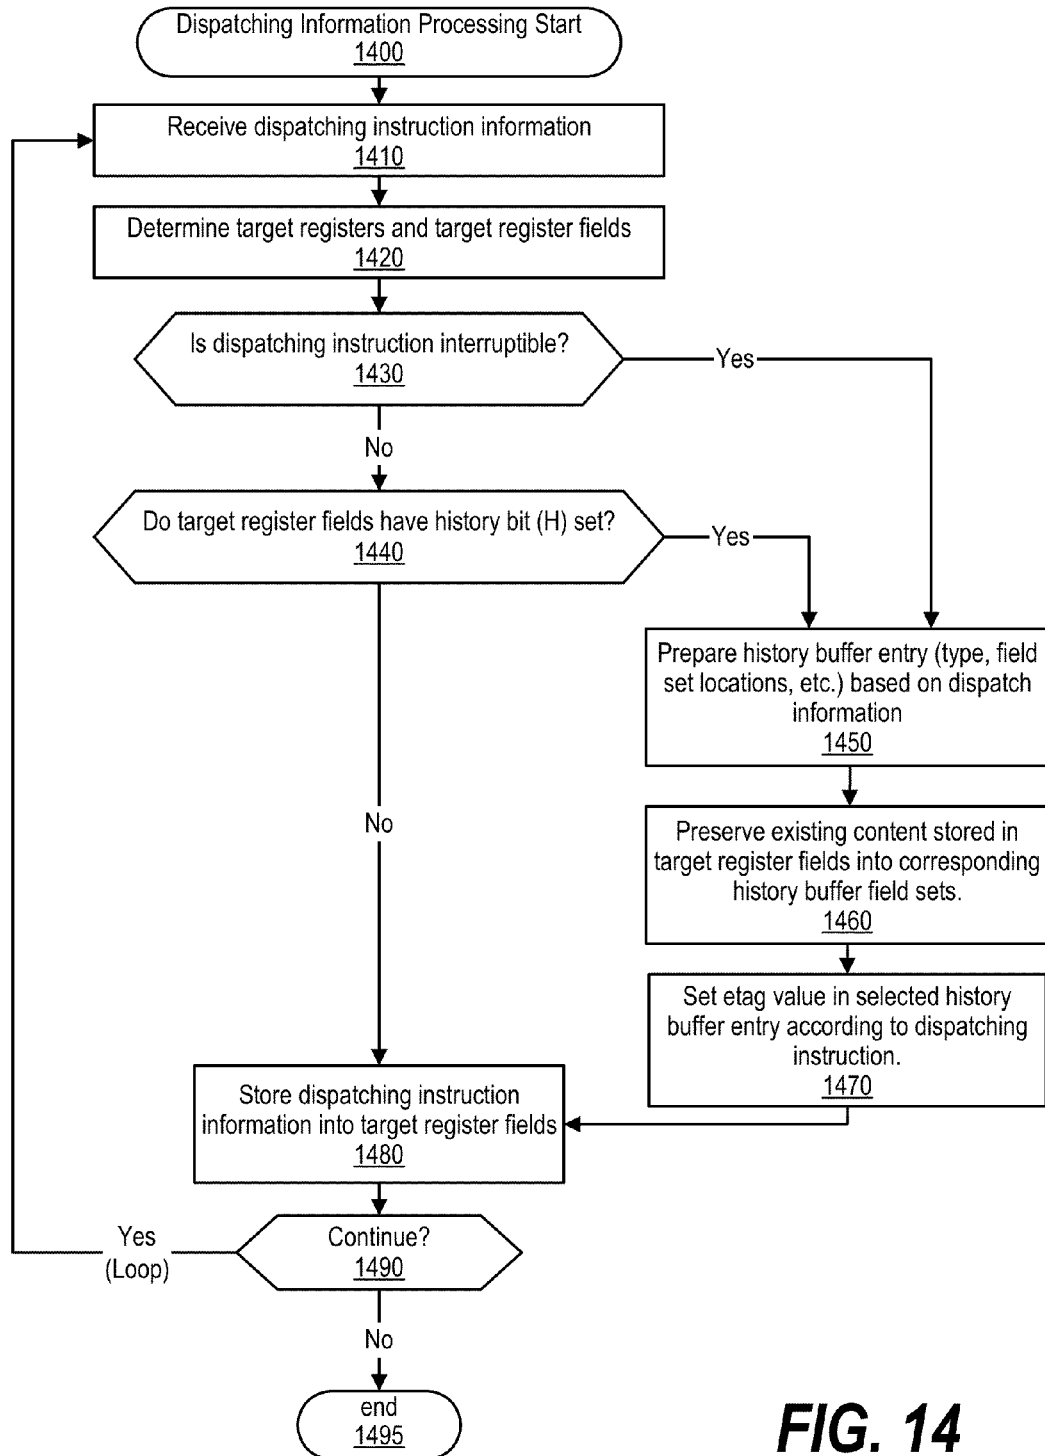 Dispatching Information Processing Start
1400
Receive dispatching instruction information
1410
Determine target registers and target register fields
1420
Is dispatching instruction interruptible?
1430
Yes
No
Do target register fields have history bit (H) set?
1440
Yes
Prepare history buffer entry (type, field
set locations, etc.) based on dispatch
information
1450
Preserve existing content stored in
target register fields into corresponding
history buffer field sets.
1460
No
Set etag value in selected history
buffer entry according to dispatching
instruction.
1470
Store dispatching instruction
information into target register fields
1480
Continue?
1490
Yes
(Loop)
No
end
1495
FIG. 14